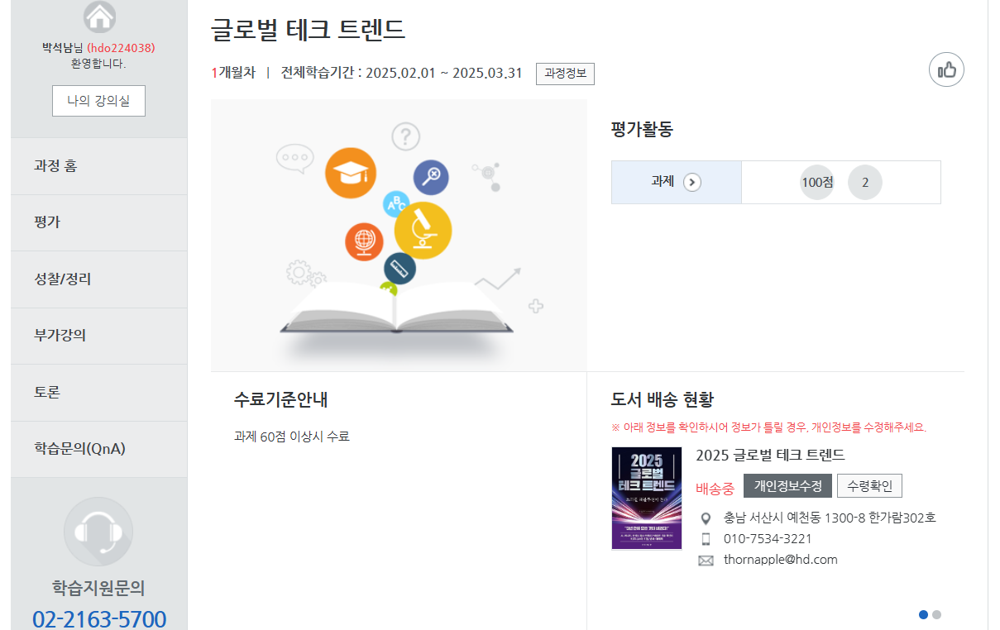 박석남님 (hdo224038)
환영합니다.
나의 강의실
과정 홈
평가
성찰/정리
부가강의
토론
학습문의(QnA)
학습지원문의
02-2163-5700
글로벌 테크 트렌드
1개월차 | 전체학습기간 : 2025.02.01 ~ 2025.03.31 과정정보
?
ABC
평가활동
과제 100점 2
수료기준안내
과제 60점 이상시 수료
도서 배송 현황
※ 아래 정보를 확인하시어 정보가 틀릴 경우, 개인정보를 수정해주세요.
2025
글로벌
테크 트렌드
2025 글로벌 테크 트렌드
배송중 개인정보수정 수령확인
충남 서산시 예천동 1300-8 한가람302호
010-7534-3221
thornapple@hd.com